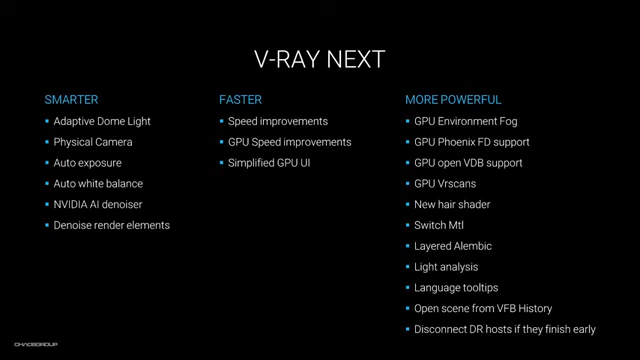 V-RAY NEXT
SMARTER
Adaptive Dome Light
Physical Camera
Auto exposure
Auto white balance
NVIDIA AI denoiser
Denoise render elements
FASTER
Speed improvements
GPU Speed improvements
Simplified GPU UI
MORE POWERFUL
GPU Environment Fog
GPU Phoenix FD support
GPU open VDB support
GPU Vrscans
New hair shader
Switch Mtl
Layered Alembic
Light analysis
Language tooltips
Open scene from VFB History
Disconnect DR hosts if they finish early
CHAOSGROUP